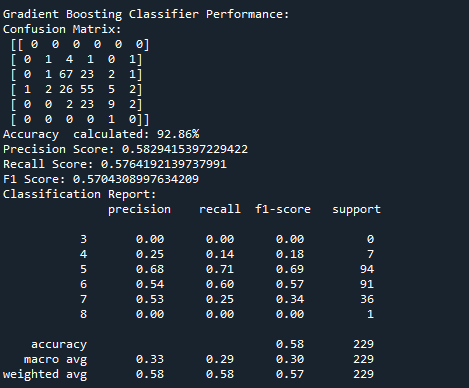 Gradient Boosting Classifier Performance:
Confusion Matrix:
[[ 0  0  0  0  0  0]
 [ 0  1  4  1  0  1]
 [ 0  1 67 23  2  1]
 [ 1  2 26 55  5  2]
 [ 0  0  2 23  9  2]
 [ 0  0  0  0  1  0]]
Accuracy  calculated: 92.86%
Precision Score: 0.5829415397229422
Recall Score: 0.5764192139737991
F1 Score: 0.5704308997634209
Classification Report:
              precision    recall  f1-score   support

           3       0.00      0.00      0.00         0
           4       0.25      0.14      0.18         7
           5       0.68      0.71      0.69        94
           6       0.54      0.60      0.57        91
           7       0.53      0.25      0.34        36
           8       0.00      0.00      0.00         1

    accuracy                           0.58       229
   macro avg       0.33      0.29      0.30       229
weighted avg       0.58      0.58      0.57       229